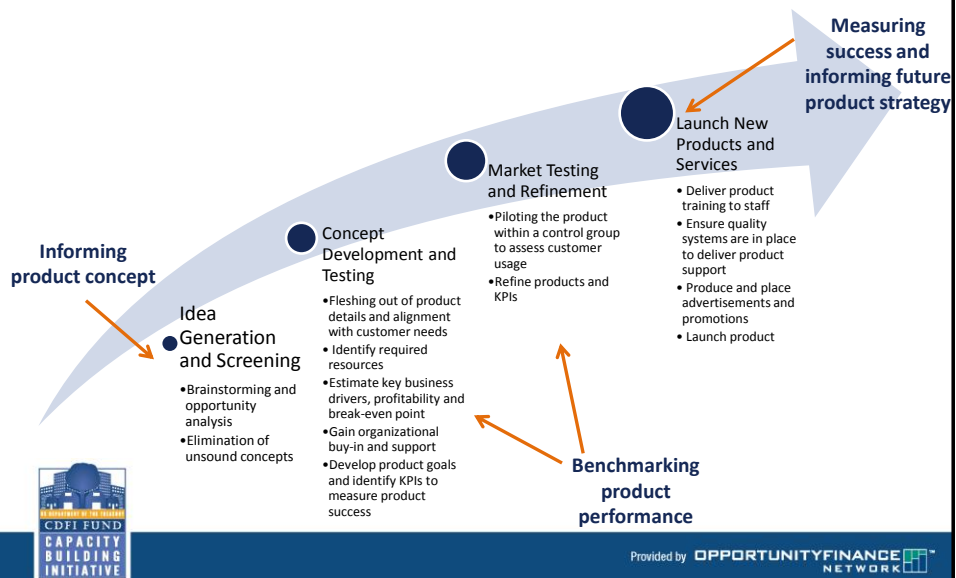 Measuring
success and
informing future
product strategy
Launch New
Products and
Services
• Deliver product
training to staff
• Ensure quality
systems are in place
to deliver product
support
• Produce and place
advertisements and
promotions
• Launch product
Market Testing
and Refinement
•Piloting the product
within a control group
to assess customer
usage
•Refine products and
KPIs
Concept
Development and
Testing
•Fleshing out of product
details and alignment
with customer needs
• Identify required
resources
•Estimate key business
drivers, profitability and
break-even point
•Gain organizational
buy-in and support
•Develop product goals
and identify KPIs to
measure product
success
Informing
product concept
Idea
Generation
and Screening
•Brainstorming and
opportunity
analysis
•Elimination of
unsound concepts
Benchmarking
product
performance
US DEPARTMENT OF THE TREASURY
CDFI FUND
CAPACITY
BUILDING
INITIATIVE
Provided by OPPORTUNITYFINANCE™
NETWORK